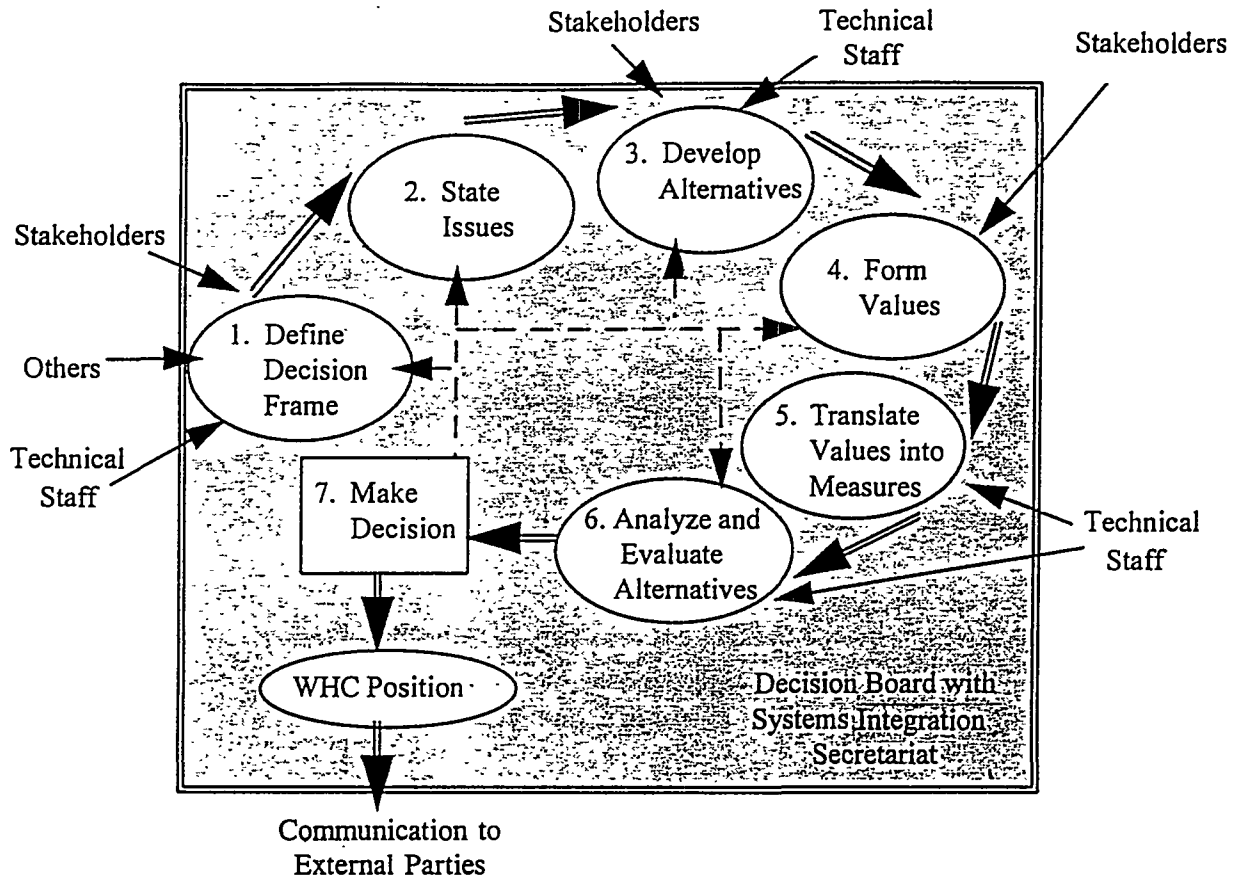 Stakeholders
Technical
Staff
Stakeholders
3. Develop
Alternatives
2. State
Issues
Stakeholders
4. Form
Values
1. Define
Decision
Frame
Others
5. Translate
Values into
Measures
Technical
Staff
7. Make
Decision
6. Analyze and
Evaluate
Alternatives
Technical
Staff
WHC Position
Decision Board with
Systems Integration
Secretariat
Communication to
External Parties